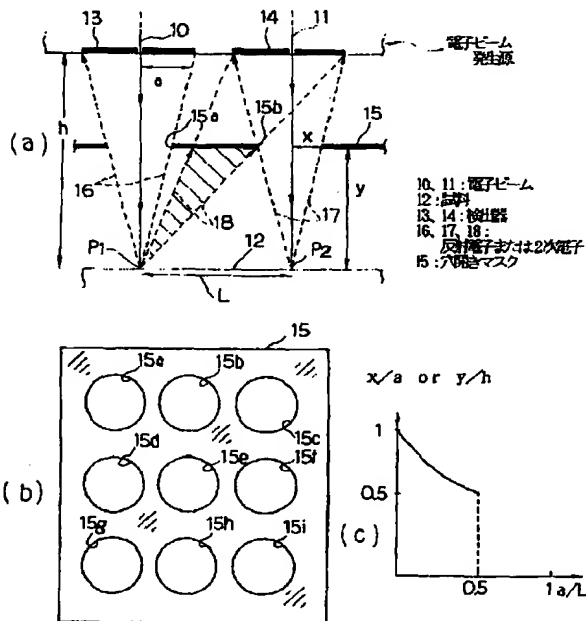 13 10 14 11
電子ビーム
発生源
a
15a 15b
h
(a)
x
15
16
18
17
y
P1
12
P2
L
10、11：電子ビーム
12：試料
13、14：検出器
16、17、18：
反射電子または2次電子
15：穴開きマスク
15
15a 15b
15c
15d
15e 15f
(b)
15g
15h 15i
x/a or y/h
1
0.5
(c)
0.5 1 a/L